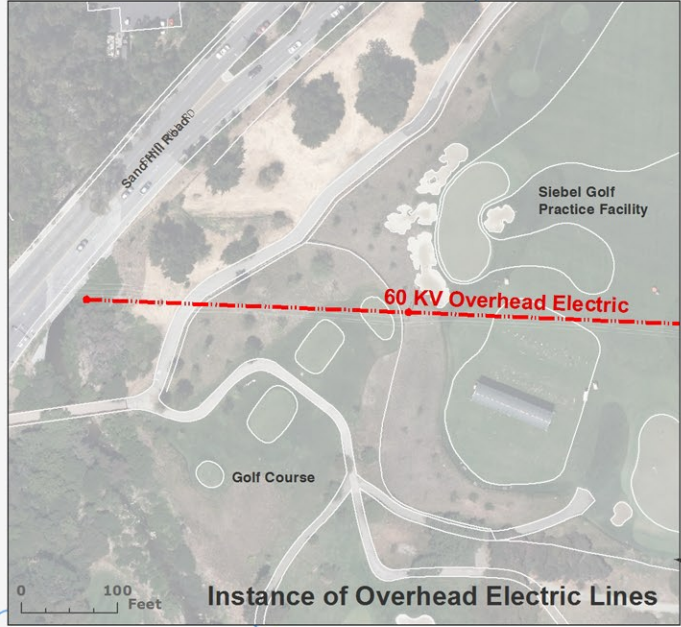 Sand Hill Road
RD
Siebel Golf
Practice Facility
60 KV Overhead Electric
Golf Course
0 100
Feet
Instance of Overhead Electric Lines